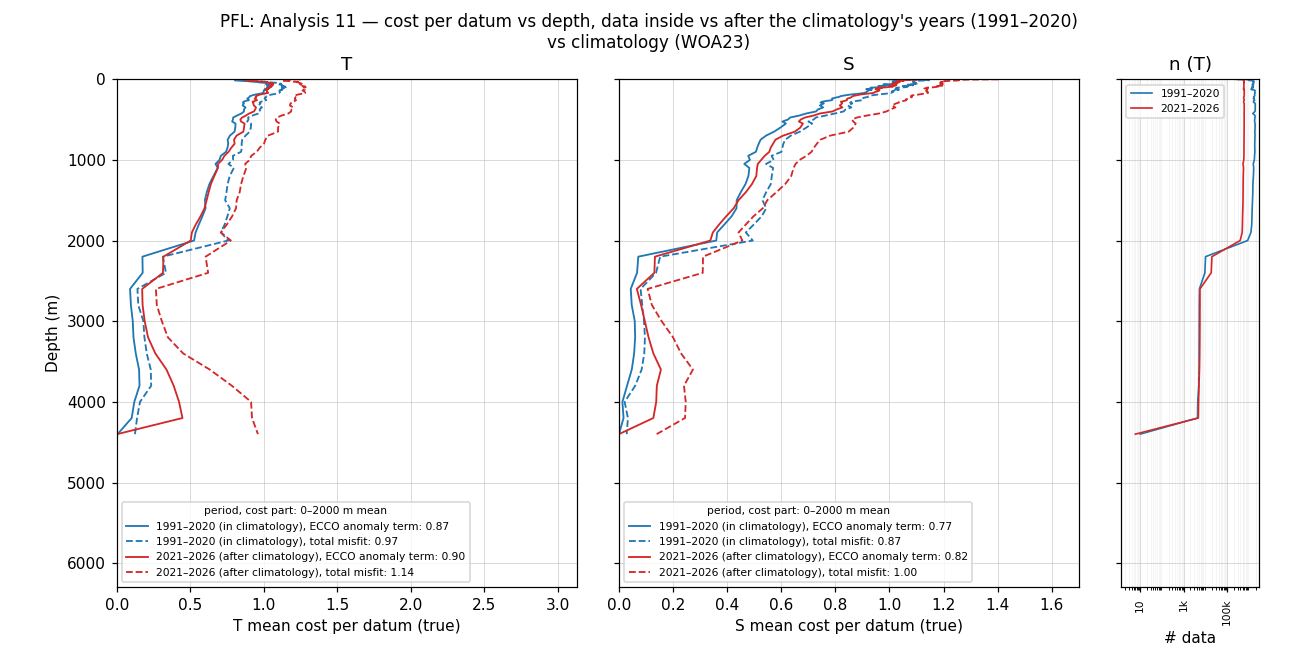 PFL: Analysis 11 — cost per datum vs depth, data inside vs after the climatology's years (1991–2020)
vs climatology (WOA23)
T
S
n (T)
0
1000
2000
3000
4000
5000
6000
Depth (m)
0.0 0.5 1.0 1.5 2.0 2.5 3.0
T mean cost per datum (true)
period, cost part: 0–2000 m mean
1991–2020 (in climatology), ECCO anomaly term: 0.87
1991–2020 (in climatology), total misfit: 0.97
2021–2026 (after climatology), ECCO anomaly term: 0.90
2021–2026 (after climatology), total misfit: 1.14
0.0 0.2 0.4 0.6 0.8 1.0 1.2 1.4 1.6
S mean cost per datum (true)
period, cost part: 0–2000 m mean
1991–2020 (in climatology), ECCO anomaly term: 0.77
1991–2020 (in climatology), total misfit: 0.87
2021–2026 (after climatology), ECCO anomaly term: 0.82
2021–2026 (after climatology), total misfit: 1.00
1991–2020
2021–2026
10 1k 100k
# data